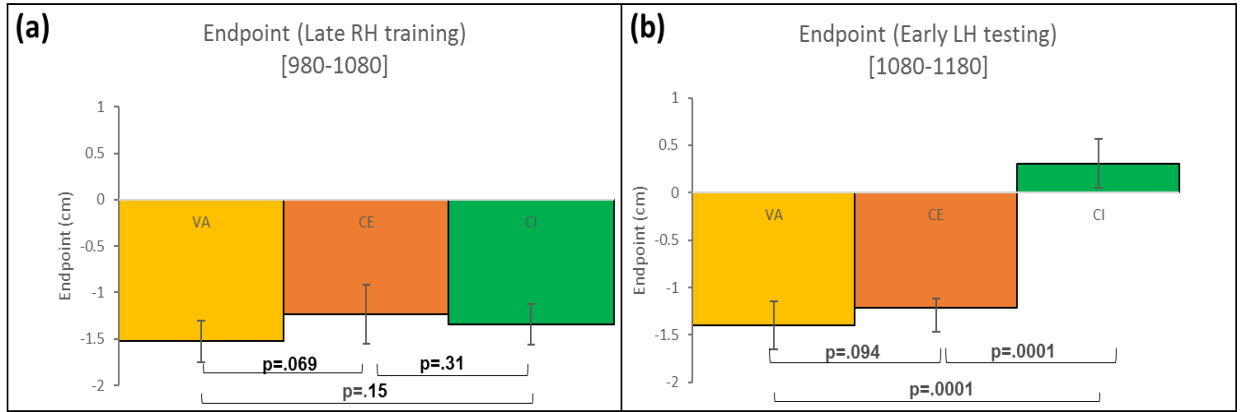 (a)
Endpoint (Late RH training)
[980-1080]
Endpoint (cm)
1
0.5
0
-0.5
-1
-1.5
-2
VA
CE
CI
p=.069
p=.31
p=.15
(b)
Endpoint (Early LH testing)
[1080-1180]
Endpoint (cm)
1
0.5
0
-0.5
-1
-1.5
-2
VA
CE
CI
p=.094
p=.0001
p=.0001